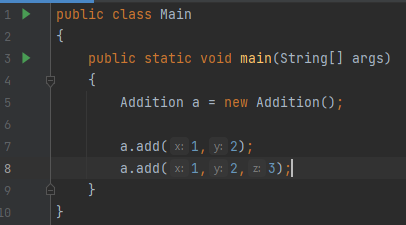 1 public class Main
2 {
3 public static void main(String[] args)
4 {
5 Addition a = new Addition();
6
7 a.add( x: 1, y: 2);
8 a.add( x: 1, y: 2, z: 3);
9 }
10 }